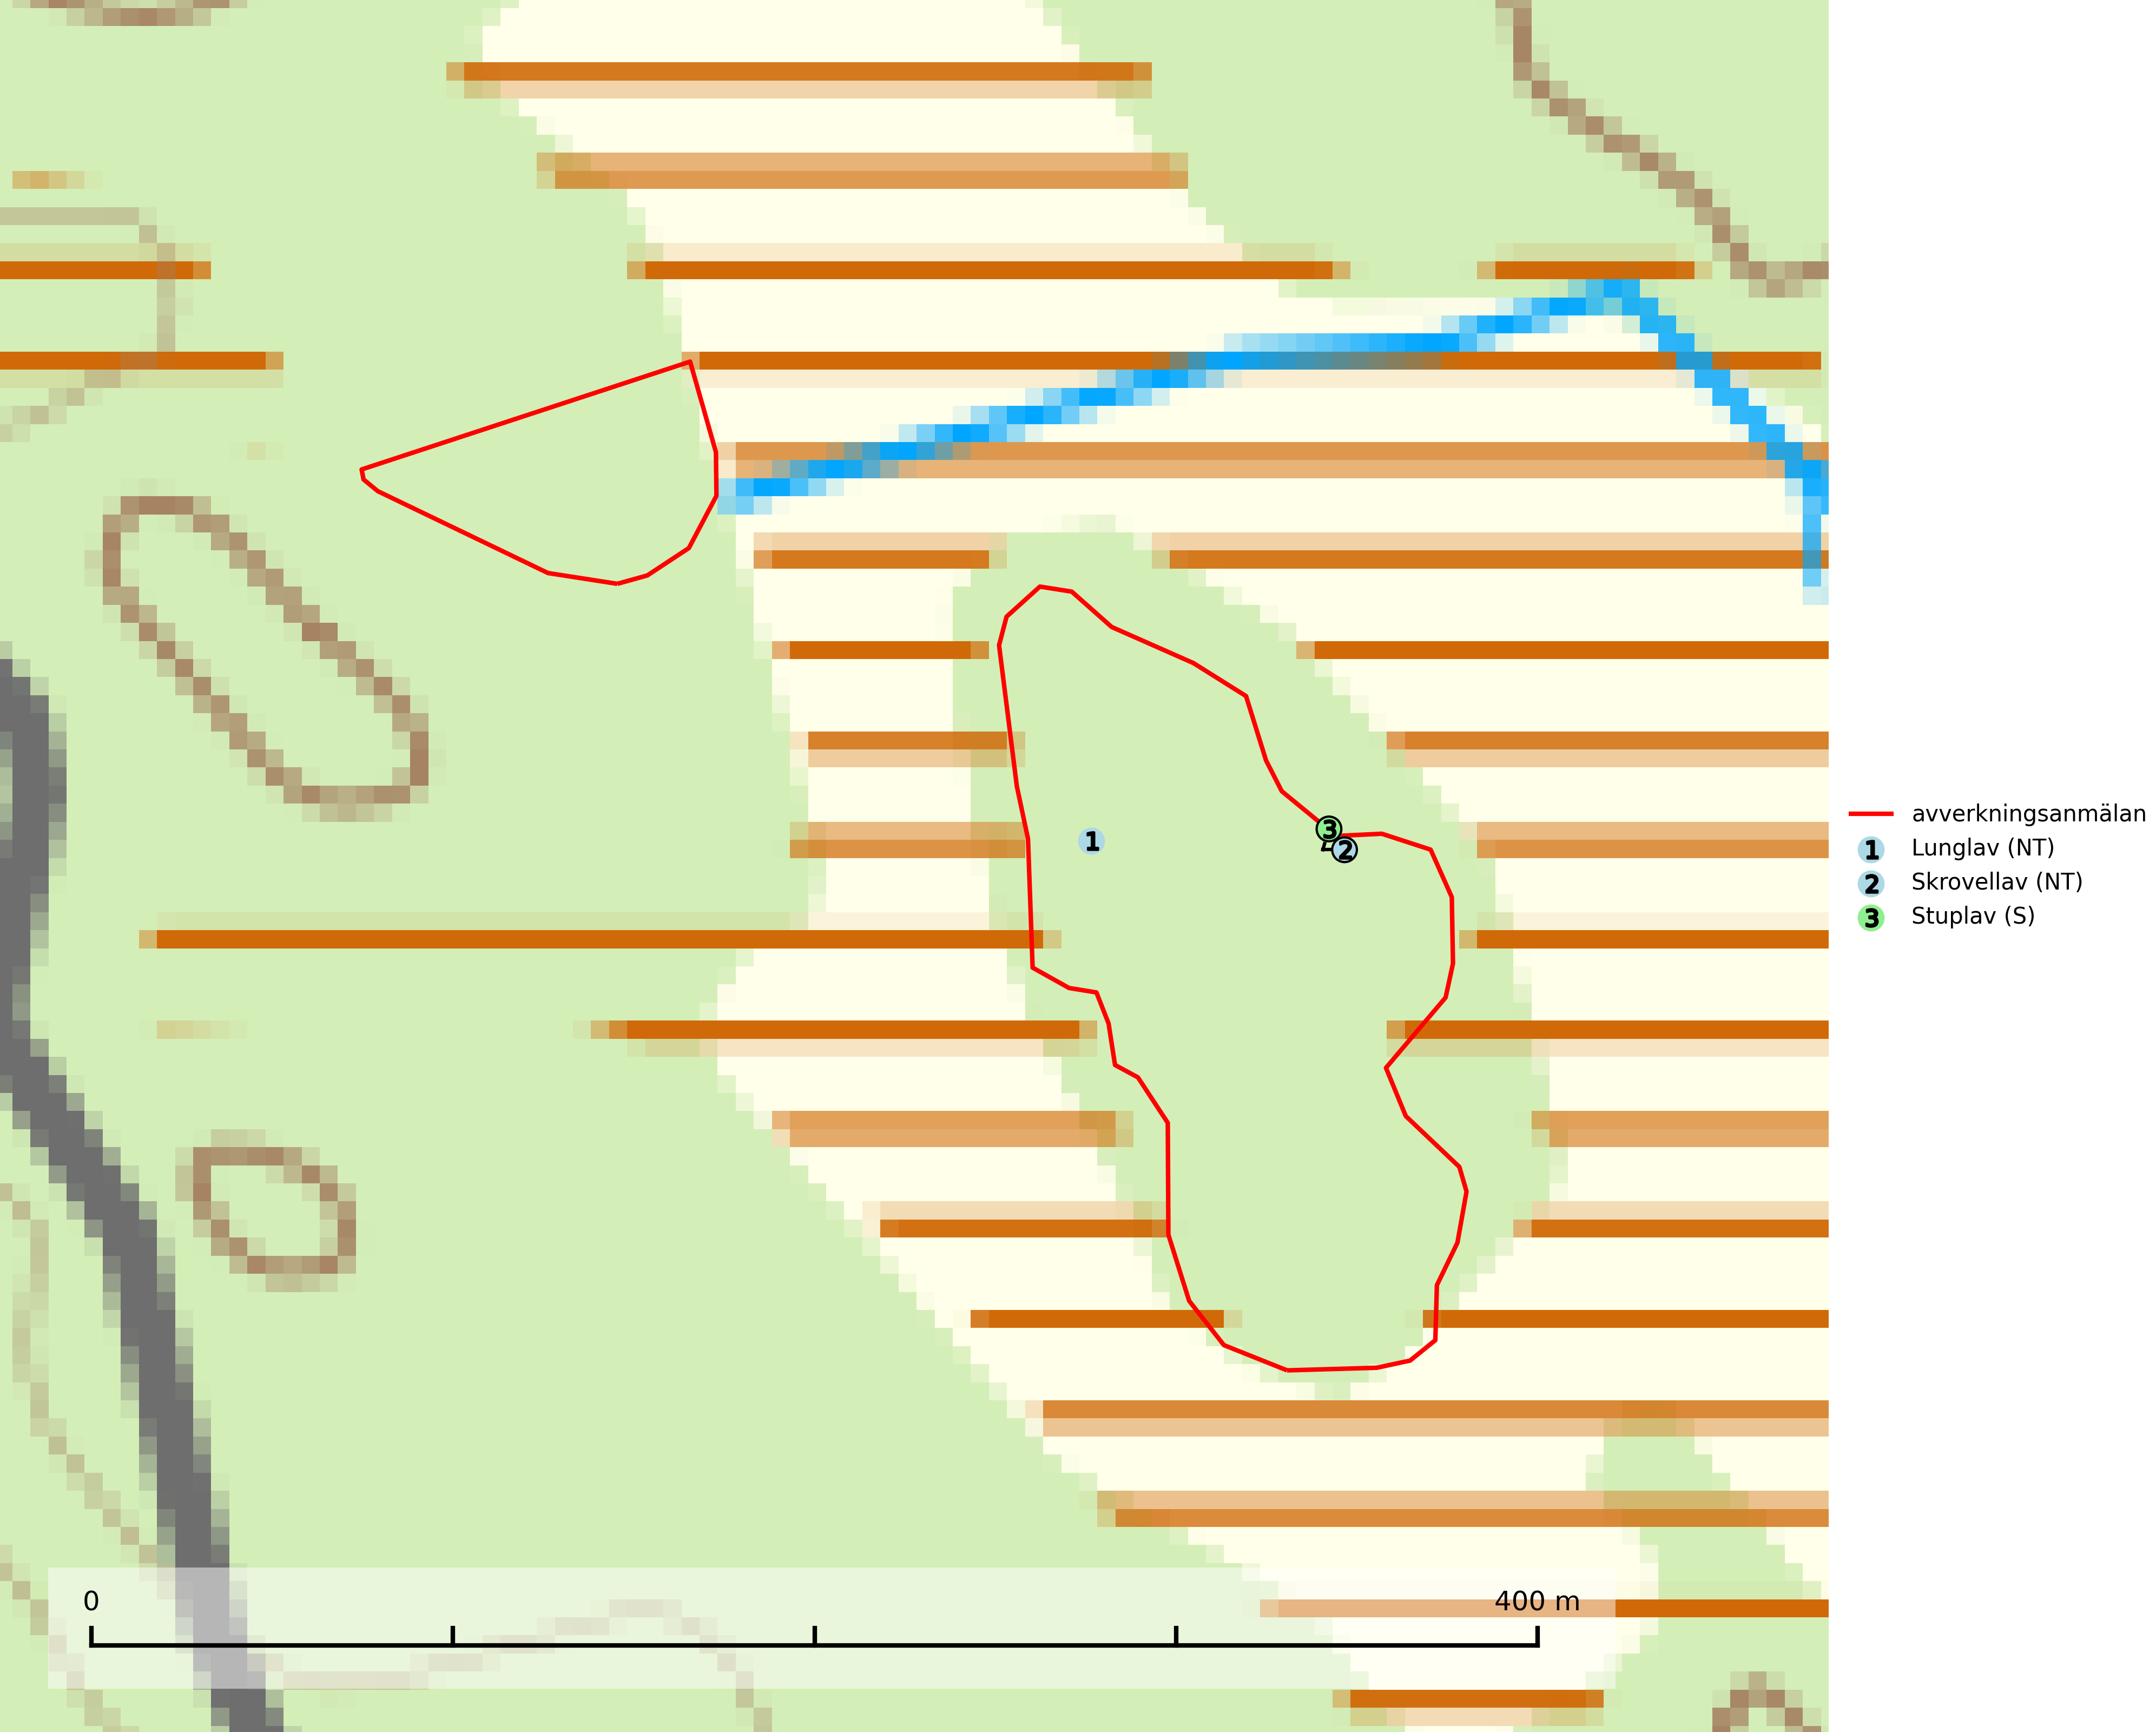 3
1
2
avverkningsanmälan
1 Lunglav (NT)
2 Skrovellav (NT)
3 Stuplav (S)
0 400 m